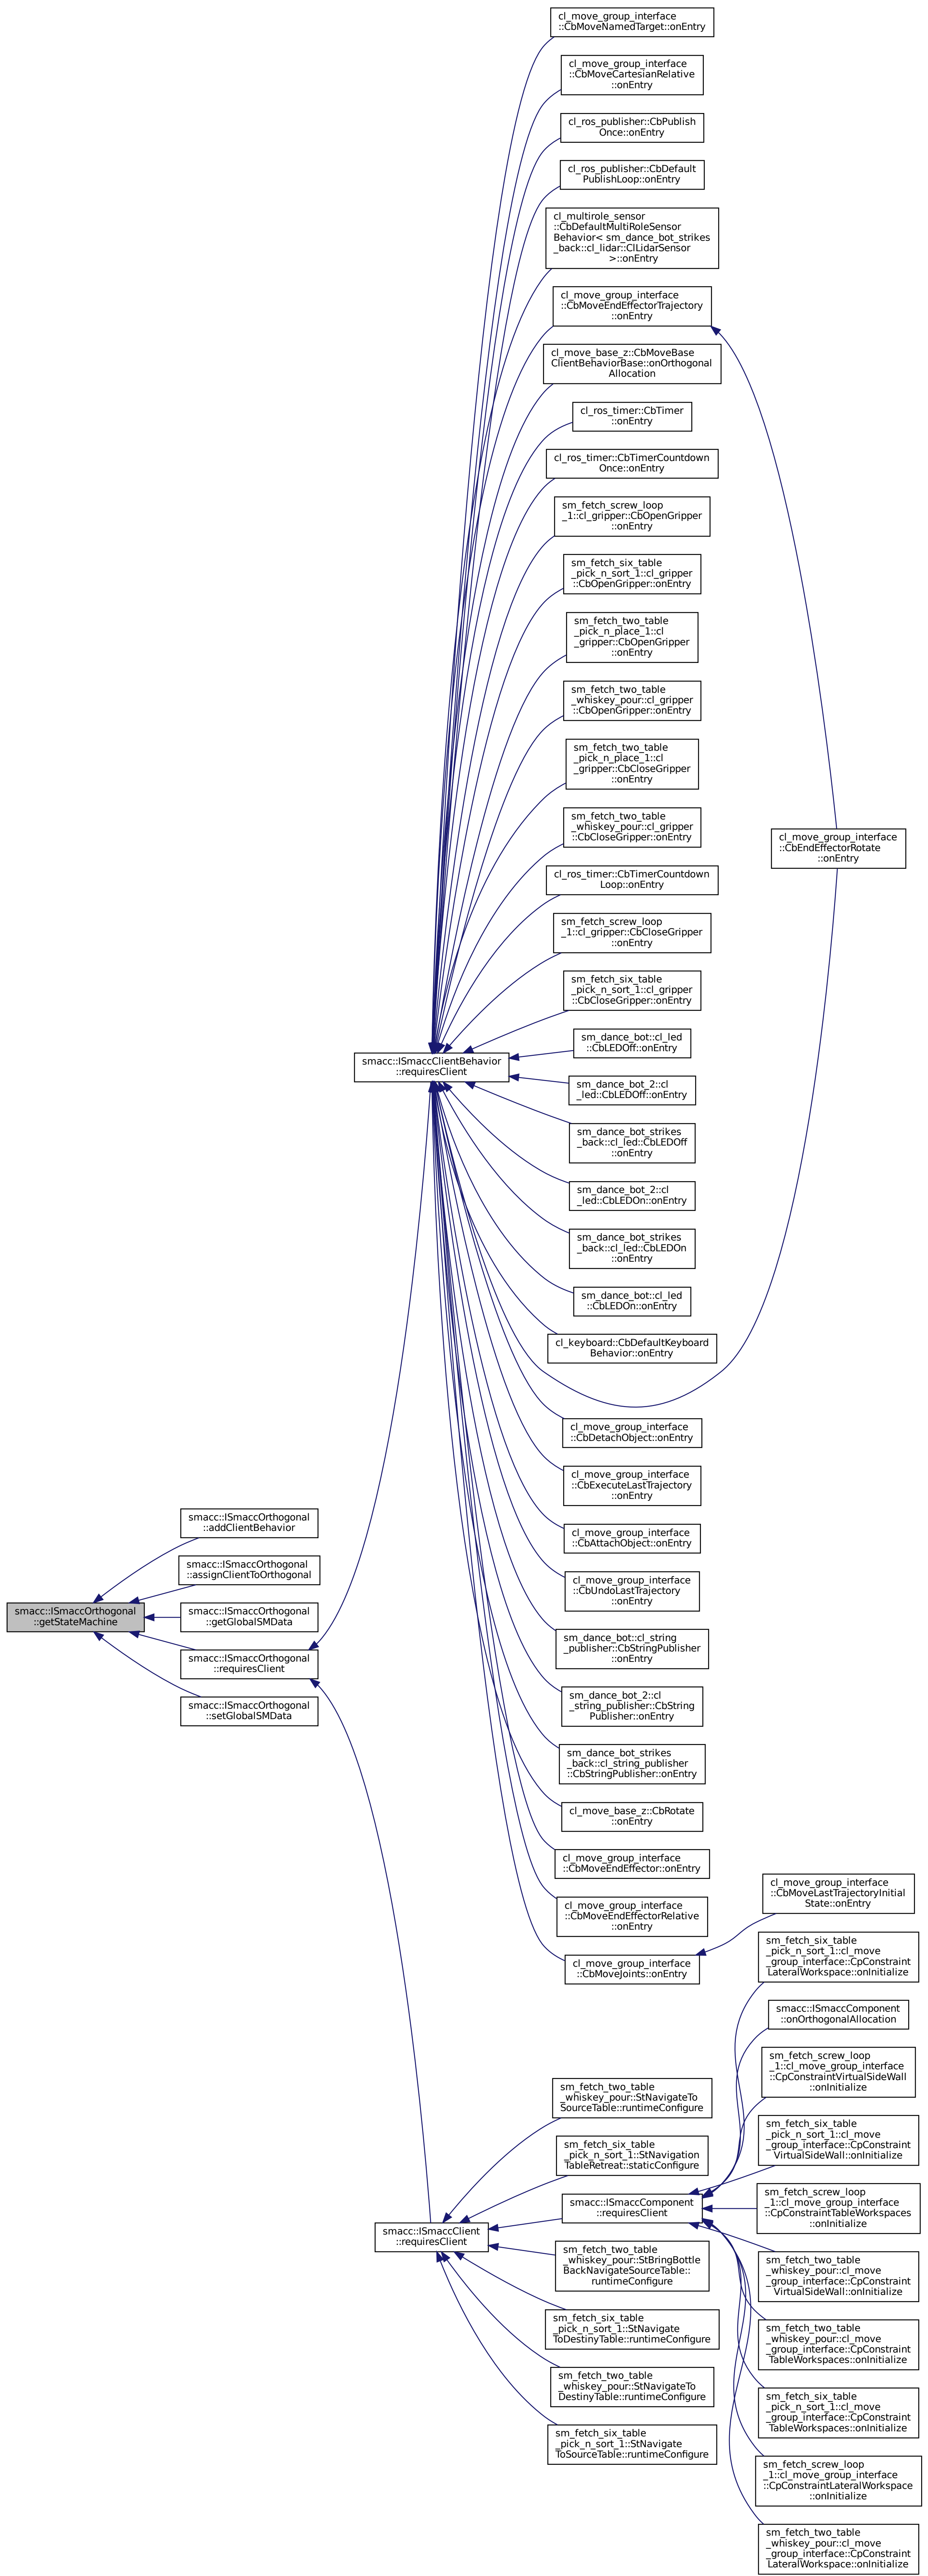 cl_move_group_interface
::CbMoveNamedTarget::onEntry
cl_move_group_interface
::CbMoveCartesianRelative
::onEntry
cl_ros_publisher::CbPublish
Once::onEntry
cl_ros_publisher::CbDefault
PublishLoop::onEntry
cl_multirole_sensor
::CbDefaultMultiRoleSensor
Behavior< sm_dance_bot_strikes
_back::cl_lidar::ClLidarSensor
>::onEntry
cl_move_group_interface
::CbMoveEndEffectorTrajectory
::onEntry
cl_move_base_z::CbMoveBase
ClientBehaviorBase::onOrthogonal
Allocation
cl_ros_timer::CbTimer
::onEntry
cl_ros_timer::CbTimerCountdown
Once::onEntry
sm_fetch_screw_loop
_1::cl_gripper::CbOpenGripper
::onEntry
sm_fetch_six_table
_pick_n_sort_1::cl_gripper
::CbOpenGripper::onEntry
sm_fetch_two_table
_pick_n_place_1::cl
_gripper::CbOpenGripper
::onEntry
sm_fetch_two_table
_whiskey_pour::cl_gripper
::CbOpenGripper::onEntry
sm_fetch_two_table
_pick_n_place_1::cl
_gripper::CbCloseGripper
::onEntry
sm_fetch_two_table
_whiskey_pour::cl_gripper
::CbCloseGripper::onEntry
cl_move_group_interface
::CbEndEffectorRotate
::onEntry
cl_ros_timer::CbTimerCountdown
Loop::onEntry
sm_fetch_screw_loop
_1::cl_gripper::CbCloseGripper
::onEntry
sm_fetch_six_table
_pick_n_sort_1::cl_gripper
::CbCloseGripper::onEntry
sm_dance_bot::cl_led
::CbLEDOff::onEntry
smacc::ISmaccClientBehavior
::requiresClient
sm_dance_bot_2::cl
_led::CbLEDOff::onEntry
sm_dance_bot_strikes
_back::cl_led::CbLEDOff
::onEntry
sm_dance_bot_2::cl
_led::CbLEDOn::onEntry
sm_dance_bot_strikes
_back::cl_led::CbLEDOn
::onEntry
sm_dance_bot::cl_led
::CbLEDOn::onEntry
cl_keyboard::CbDefaultKeyboard
Behavior::onEntry
cl_move_group_interface
::CbDetachObject::onEntry
cl_move_group_interface
::CbExecuteLastTrajectory
::onEntry
cl_move_group_interface
::CbAttachObject::onEntry
cl_move_group_interface
::CbUndoLastTrajectory
::onEntry
smacc::ISmaccOrthogonal
::addClientBehavior
smacc::ISmaccOrthogonal
::assignClientToOrthogonal
smacc::ISmaccOrthogonal
::getStateMachine
smacc::ISmaccOrthogonal
::getGlobalSMData
smacc::ISmaccOrthogonal
::requiresClient
smacc::ISmaccOrthogonal
::setGlobalSMData
sm_dance_bot::cl_string
_publisher::CbStringPublisher
::onEntry
sm_dance_bot_2::cl
_string_publisher::CbString
Publisher::onEntry
sm_dance_bot_strikes
_back::cl_string_publisher
::CbStringPublisher::onEntry
cl_move_base_z::CbRotate
::onEntry
cl_move_group_interface
::CbMoveEndEffector::onEntry
cl_move_group_interface
::CbMoveEndEffectorRelative
::onEntry
cl_move_group_interface
::CbMoveJoints::onEntry
cl_move_group_interface
::CbMoveLastTrajectoryInitial
State::onEntry
sm_fetch_six_table
_pick_n_sort_1::cl_move
_group_interface::CpConstraint
LateralWorkspace::onInitialize
smacc::ISmaccComponent
::onOrthogonalAllocation
sm_fetch_screw_loop
_1::cl_move_group_interface
::CpConstraintVirtualSideWall
::onInitialize
sm_fetch_two_table
_whiskey_pour::StNavigateTo
SourceTable::runtimeConfigure
sm_fetch_six_table
_pick_n_sort_1::cl_move
_group_interface::CpConstraint
VirtualSideWall::onInitialize
sm_fetch_six_table
_pick_n_sort_1::StNavigation
TableRetreat::staticConfigure
smacc::ISmaccComponent
::requiresClient
sm_fetch_screw_loop
_1::cl_move_group_interface
::CpConstraintTableWorkspaces
::onInitialize
smacc::ISmaccClient
::requiresClient
sm_fetch_two_table
_whiskey_pour::StBringBottle
BackNavigateSourceTable::
runtimeConfigure
sm_fetch_two_table
_whiskey_pour::cl_move
_group_interface::CpConstraint
VirtualSideWall::onInitialize
sm_fetch_six_table
_pick_n_sort_1::StNavigate
ToDestinyTable::runtimeConfigure
sm_fetch_two_table
_whiskey_pour::cl_move
_group_interface::CpConstraint
TableWorkspaces::onInitialize
sm_fetch_two_table
_whiskey_pour::StNavigateTo
DestinyTable::runtimeConfigure
sm_fetch_six_table
_pick_n_sort_1::cl_move
_group_interface::CpConstraint
TableWorkspaces::onInitialize
sm_fetch_six_table
_pick_n_sort_1::StNavigate
ToSourceTable::runtimeConfigure
sm_fetch_screw_loop
_1::cl_move_group_interface
::CpConstraintLateralWorkspace
::onInitialize
sm_fetch_two_table
_whiskey_pour::cl_move
_group_interface::CpConstraint
LateralWorkspace::onInitialize